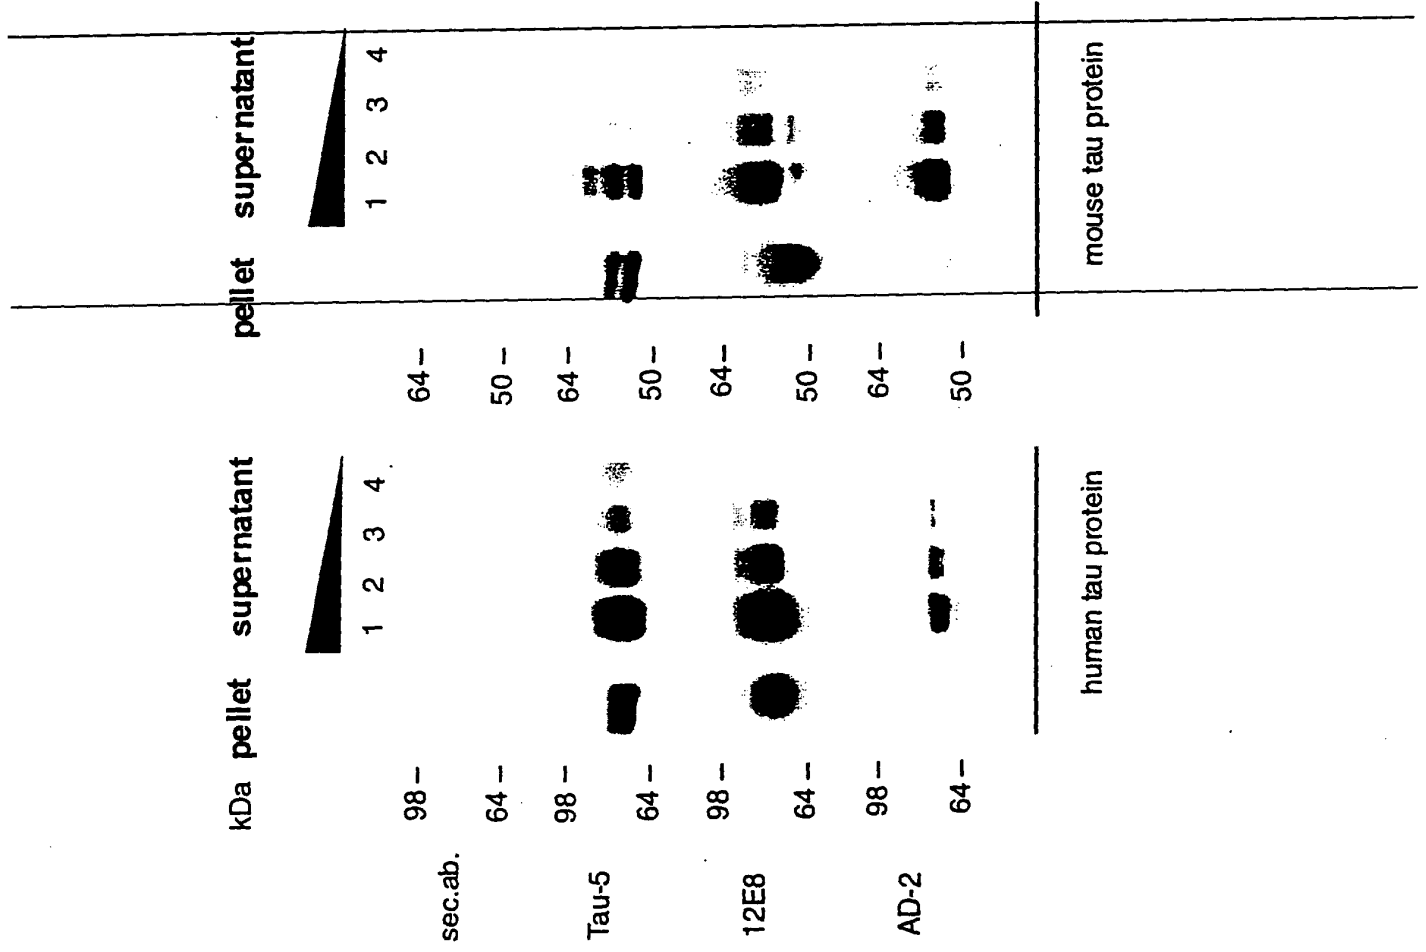 kDa pellet supernatant pellet supernatant
1 2 3 4 1 2 3 4
sec.ab. 98– 64–
64– 50–
Tau-5 98– 64–
64– 50–
12E8 98– 64–
64– 50–
AD-2 98– 64–
64– 50–
human tau protein mouse tau protein